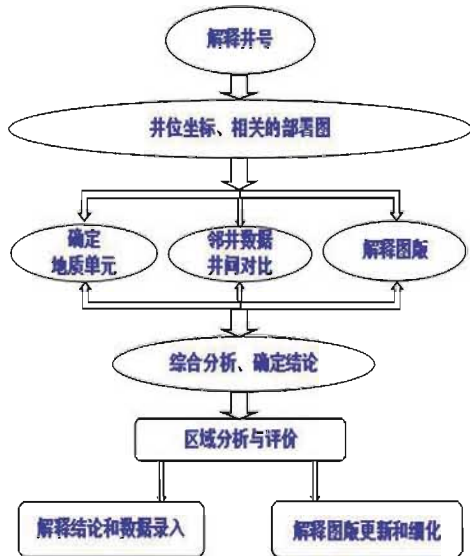 解释井号
井位坐标、相关的部署图
确定
地质单元
邻井数据
井间对比
解释图版
综合分析、确定结论
区域分析与评价
解释结论和数据录入
解释图版更新和细化